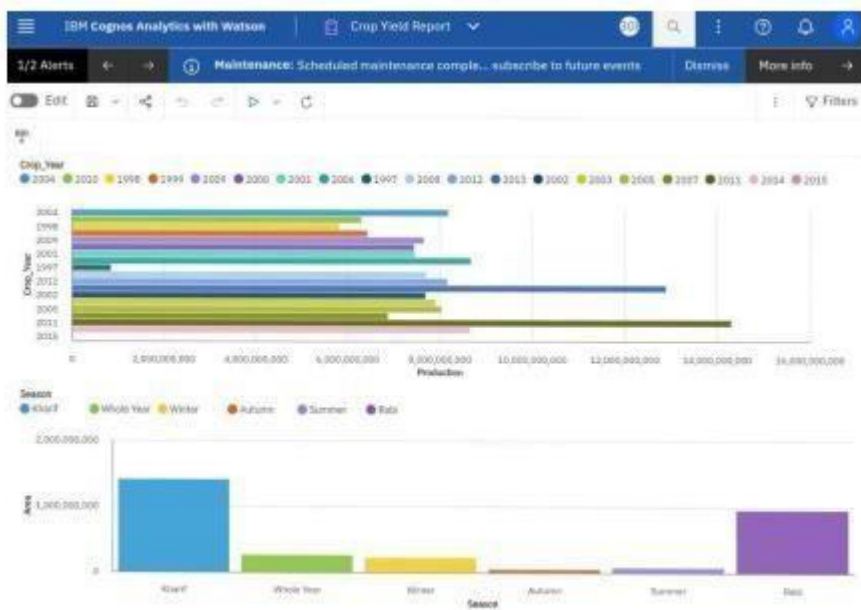 IBM Cognos Analytics with Watson
Crop Yield Report
1/2 Alerts
Maintenance: Scheduled maintenance comple... subscribe to future events
Dismiss
More info
Edit
Filters
Crop_Year
2004 2010 1998 1999 2009 2000 2001 2006 1997 2008 2012 2013 2002 2003 2005 2007 2011 2014 2015
Crop_Year
2004
1998
2009
2001
1997
2012
2002
2005
2011
2015
0 2,000,000,000 4,000,000,000 6,000,000,000 8,000,000,000 10,000,000,000 12,000,000,000 14,000,000,000 16,000,000,000
Production
Season
Kharif Whole Year Winter Autumn Summer Rabi
Area
2,000,000,000
1,000,000,000
0
Kharif Whole Year Winter Autumn Summer Rabi
Season